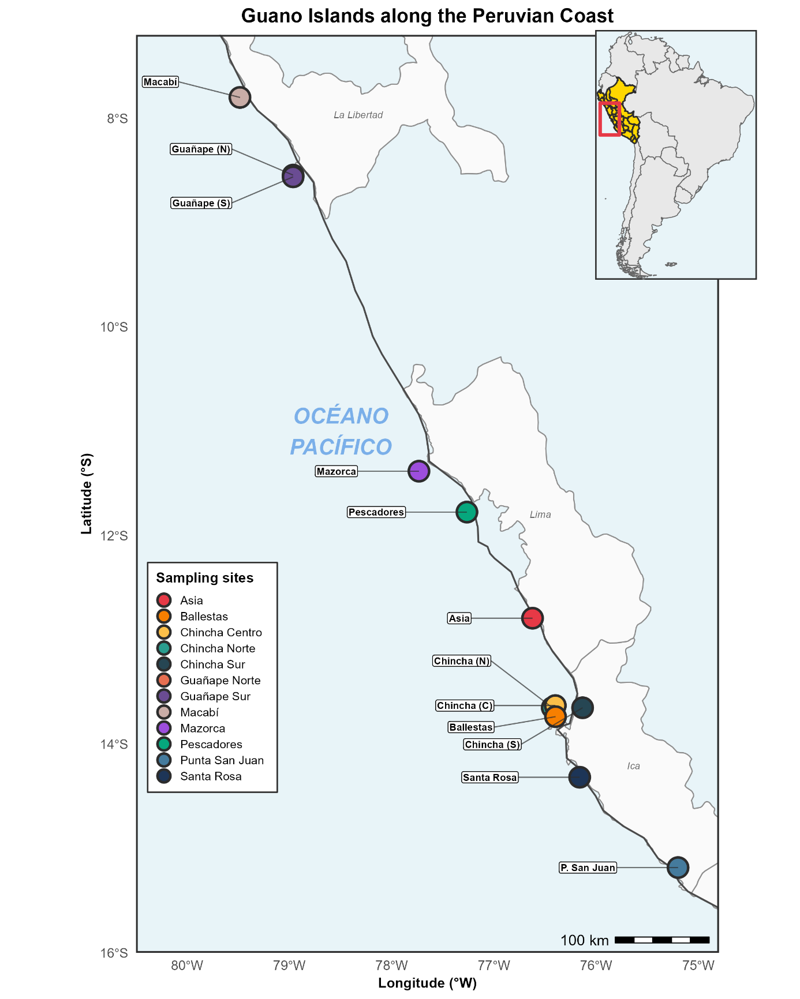 Guano Islands along the Peruvian Coast
Macabí
La Libertad
8°S
Guañape (N)
Guañape (S)
10°S
OCÉANO
PACÍFICO
Mazorca
Pescadores
Lima
Latitude (°S)
12°S
Sampling sites
Asia
Ballestas
Chincha Centro
Chincha Norte
Chincha Sur
Guañape Norte
Guañape Sur
Macabí
Mazorca
Pescadores
Punta San Juan
Santa Rosa
Asia
Chincha (N)
Chincha (C)
Ballestas
Chincha (S)
14°S
Ica
Santa Rosa
P. San Juan
100 km
16°S
80°W 79°W 78°W 77°W 76°W 75°W
Longitude (°W)